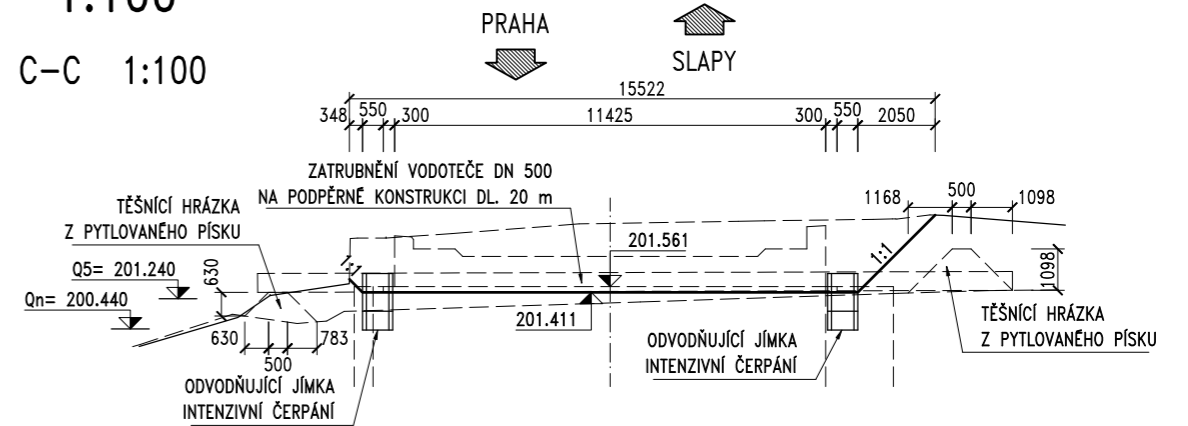 1:100
C-C 1:100
PRAHA
SLAPY
15522
348 550 300 11425 300 550 2050
ZATRUBNĚNÍ VODOTEČE DN 500
NA PODPĚRNÉ KONSTRUKCI DL. 20 m
1168 500 1098
TĚŠNÍCÍ HRÁZKA
Z PYTLOVANÉHO PÍSKU
201.561
1:1
1:1
Q5= 201.240
630
1098
Qn= 200.440
201.411
TĚŠNÍCÍ HRÁZKA
Z PYTLOVANÉHO PÍSKU
630 500 783
ODVODŇUJÍCÍ JÍMKA
INTENZIVNÍ ČERPÁNÍ
ODVODŇUJÍCÍ JÍMKA
INTENZIVNÍ ČERPÁNÍ